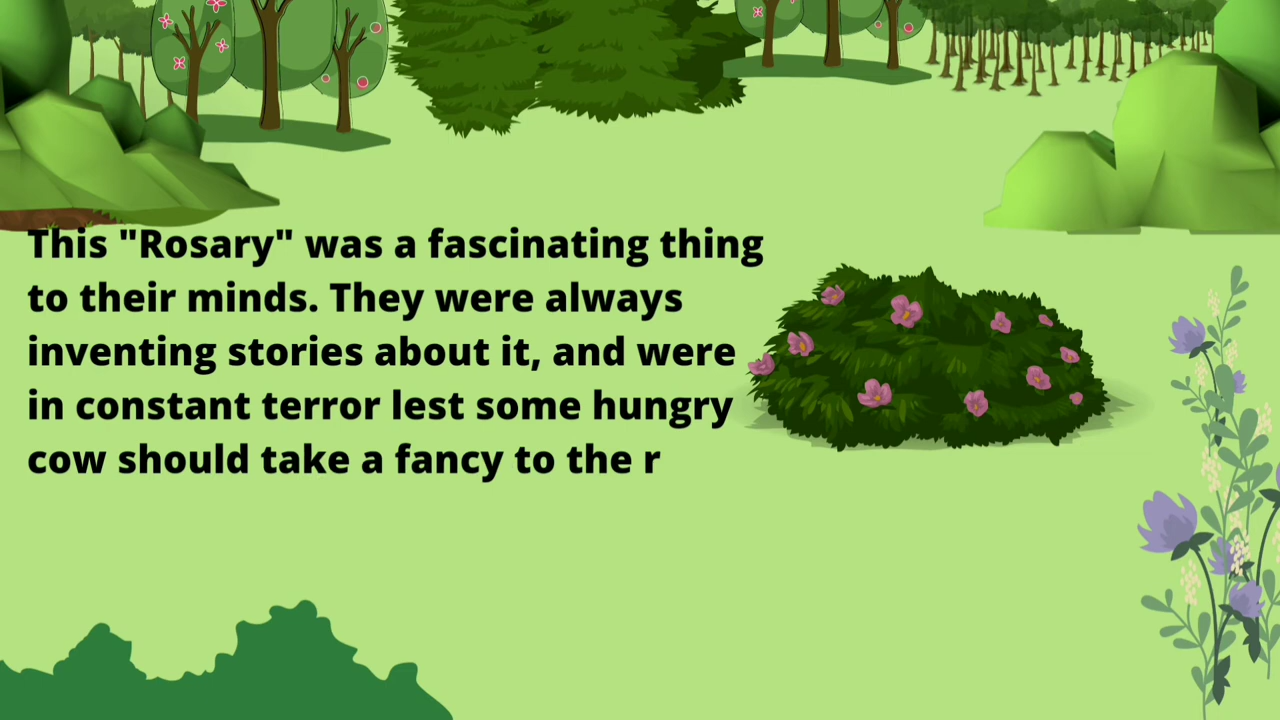 This "Rosary" was a fascinating thing
to their minds. They were always
inventing stories about it, and were
in constant terror lest some hungry
cow should take a fancy to the r